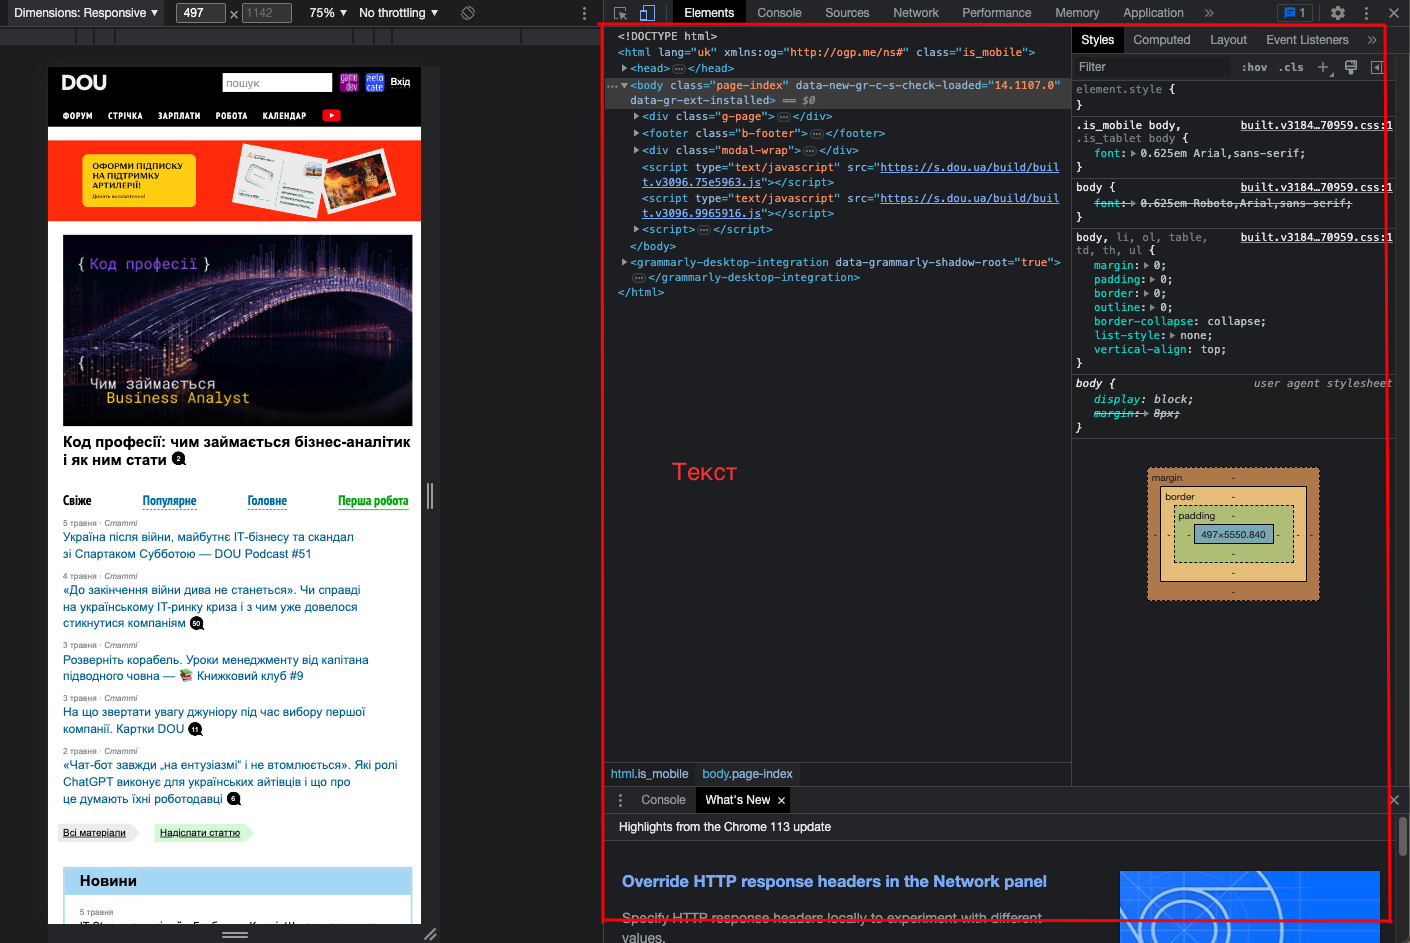 Dimensions: Responsive ▼ 497 × 1142 75% ▼ No throttling ▼
DOU
пошук
game dev
relo cate
Вхід
ФОРУМ СТРІЧКА ЗАРПЛАТИ РОБОТА КАЛЕНДАР
ОФОРМИ ПІДПИСКУ
НА ПІДТРИМКУ
АРТИЛЕРІЇ!
Донать високоточно!
{ Код професії }
{
Чим займається
Business Analyst
Код професії: чим займається бізнес-аналітик
і як ним стати 2
Свіже Популярне Головне Перша робота
5 травня · Статті
Україна після війни, майбутнє ІТ-бізнесу та скандал
зі Спартаком Субботою — DOU Podcast #51
4 травня · Статті
«До закінчення війни дива не станеться». Чи справді
на українському ІТ-ринку криза і з чим уже довелося
стикнутися компаніям 50
3 травня · Статті
Розверніть корабель. Уроки менеджменту від капітана
підводного човна — 📚 Книжковий клуб #9
3 травня · Статті
На що звертати увагу джуніору під час вибору першої
компанії. Картки DOU 11
2 травня · Статті
«Чат-бот завжди „на ентузіазмі“ і не втомлюється». Які ролі
ChatGPT виконує для українських айтівців і що про
це думають їхні роботодавці 6
Всі матеріали Надіслати статтю
Новини
5 травня
Elements Console Sources Network Performance Memory Application » 1
<!DOCTYPE html>
<html lang="uk" xmlns:og="http://ogp.me/ns#" class="is_mobile">
▶<head>…</head>
…▼<body class="page-index" data-new-gr-c-s-check-loaded="14.1107.0"
data-gr-ext-installed> == $0
▶<div class="g-page">…</div>
▶<footer class="b-footer">…</footer>
▶<div class="modal-wrap">…</div>
<script type="text/javascript" src="https://s.dou.ua/build/buil
t.v3096.75e5963.js"></script>
<script type="text/javascript" src="https://s.dou.ua/build/buil
t.v3096.9965916.js"></script>
▶<script>…</script>
</body>
▶<grammarly-desktop-integration data-grammarly-shadow-root="true">
…</grammarly-desktop-integration>
</html>
Текст
html.is_mobile body.page-index
Styles Computed Layout Event Listeners »
Filter :hov .cls +
element.style {
}
.is_mobile body, built.v3184…70959.css:1
.is_tablet body {
font:▶ 0.625em Arial,sans-serif;
}
body { built.v3184…70959.css:1
font:▶ 0.625em Roboto,Arial,sans-serif;
}
body, li, ol, table, built.v3184…70959.css:1
td, th, ul {
margin:▶ 0;
padding:▶ 0;
border:▶ 0;
outline:▶ 0;
border-collapse: collapse;
list-style:▶ none;
vertical-align: top;
}
body { user agent stylesheet
display: block;
margin:▶ 8px;
}
margin -
border -
padding -
- - - 497×5550.840 - - -
-
-
-
Console What's New ×
Highlights from the Chrome 113 update
Override HTTP response headers in the Network panel
Specify HTTP response headers locally to experiment with different
values.